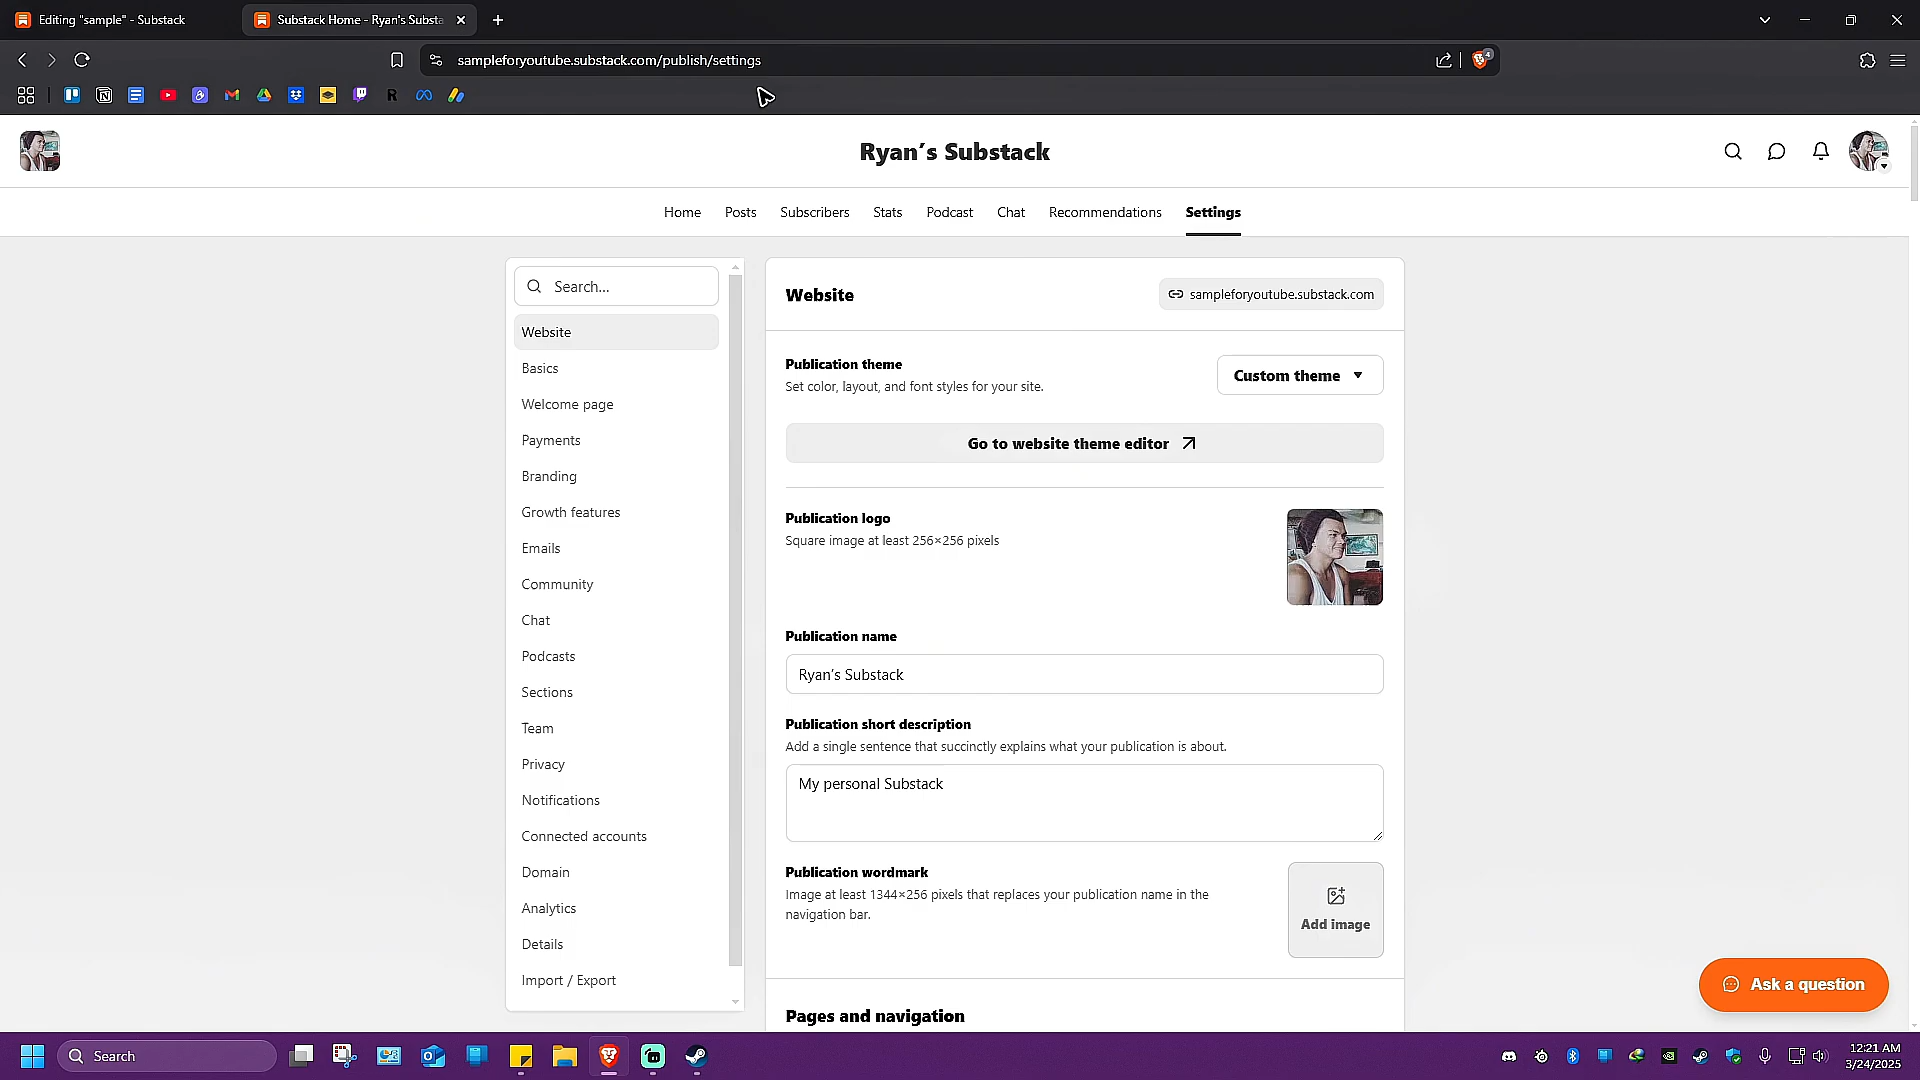 Editing "sample" - Substack
Substack Home - Ryan's Substa
sampleforyoutube.substack.com/publish/settings
4
Ryan's Substack
Home Posts Subscribers Stats Podcast Chat Recommendations Settings
Search...
Website
Basics
Welcome page
Payments
Branding
Growth features
Emails
Community
Chat
Podcasts
Sections
Team
Privacy
Notifications
Connected accounts
Domain
Analytics
Details
Import / Export
Website
sampleforyoutube.substack.com
Publication theme
Set color, layout, and font styles for your site.
Custom theme
Go to website theme editor
Publication logo
Square image at least 256×256 pixels
Publication name
Ryan's Substack
Publication short description
Add a single sentence that succinctly explains what your publication is about.
My personal Substack
Publication wordmark
Image at least 1344×256 pixels that replaces your publication name in the
navigation bar.
Add image
Pages and navigation
Ask a question
Search
12:21 AM
3/24/2025